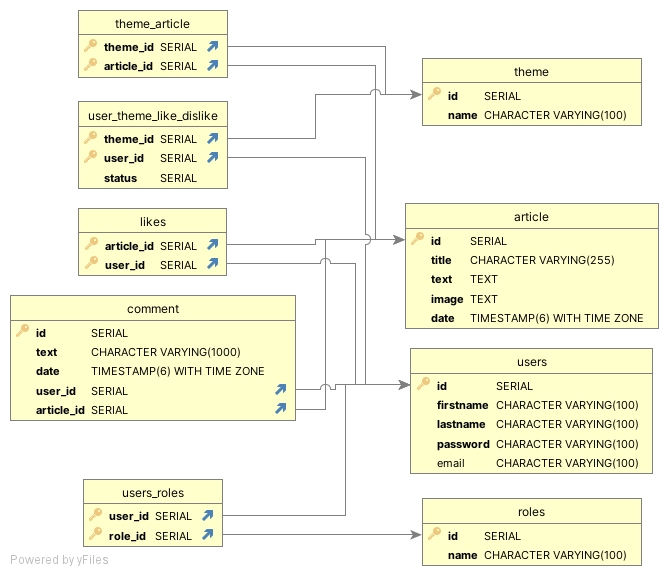 theme_article
theme_id SERIAL
article_id SERIAL
theme
id SERIAL
name CHARACTER VARYING(100)
user_theme_like_dislike
theme_id SERIAL
user_id SERIAL
status SERIAL
likes
article_id SERIAL
user_id SERIAL
article
id SERIAL
title CHARACTER VARYING(255)
text TEXT
image TEXT
date TIMESTAMP(6) WITH TIME ZONE
comment
id SERIAL
text CHARACTER VARYING(1000)
date TIMESTAMP(6) WITH TIME ZONE
user_id SERIAL
article_id SERIAL
users
id SERIAL
firstname CHARACTER VARYING(100)
lastname CHARACTER VARYING(100)
password CHARACTER VARYING(100)
email CHARACTER VARYING(100)
users_roles
user_id SERIAL
role_id SERIAL
roles
id SERIAL
name CHARACTER VARYING(100)
Powered by yFiles